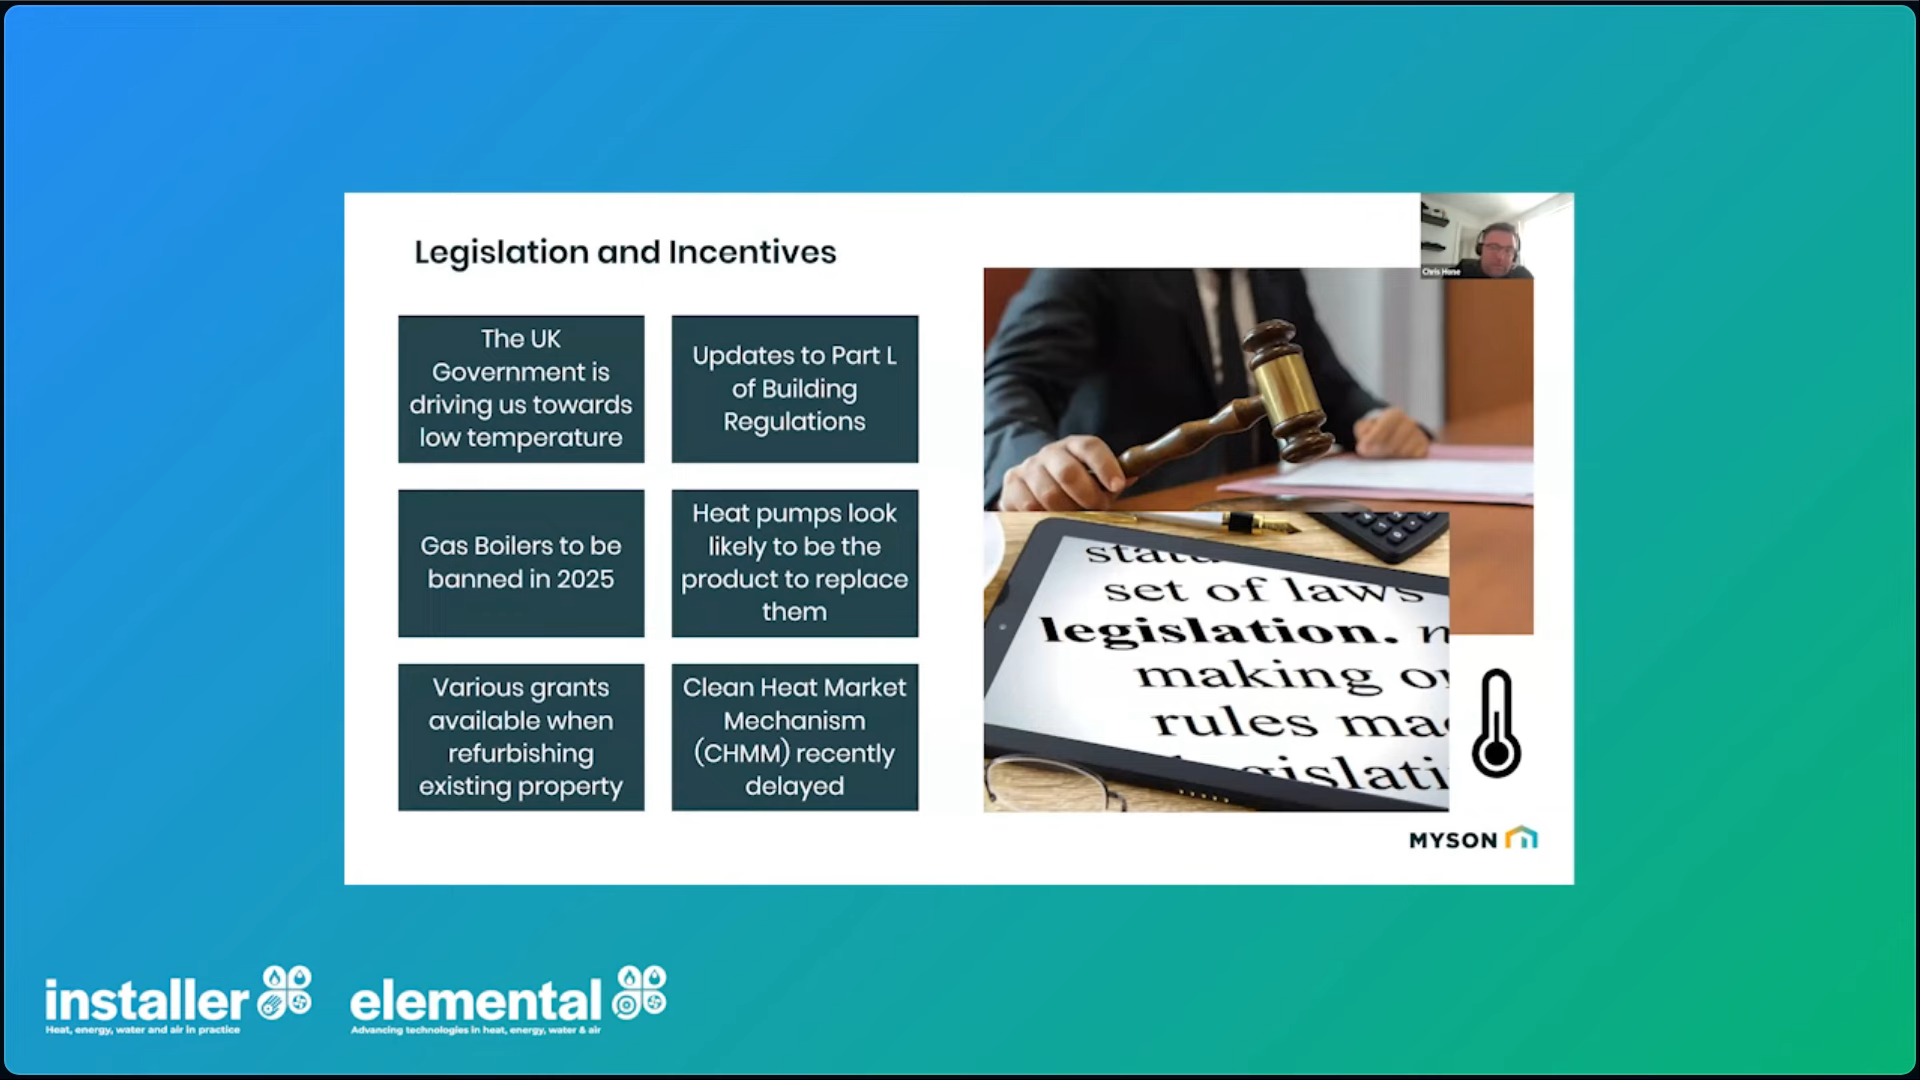 Legislation and Incentives
The UK
Government is
driving us towards
low temperature
Updates to Part L
of Building
Regulations
Gas Boilers to be
banned in 2025
Heat pumps look
likely to be the
product to replace
them
Various grants
available when
refurbishing
existing property
Clean Heat Market
Mechanism
(CHMM) recently
delayed
Chris Hone
set of laws
legislation.
making
rules
MYSON
installer
Heat, energy, water and air in practice
elemental
Advancing technologies in heat, energy, water & air